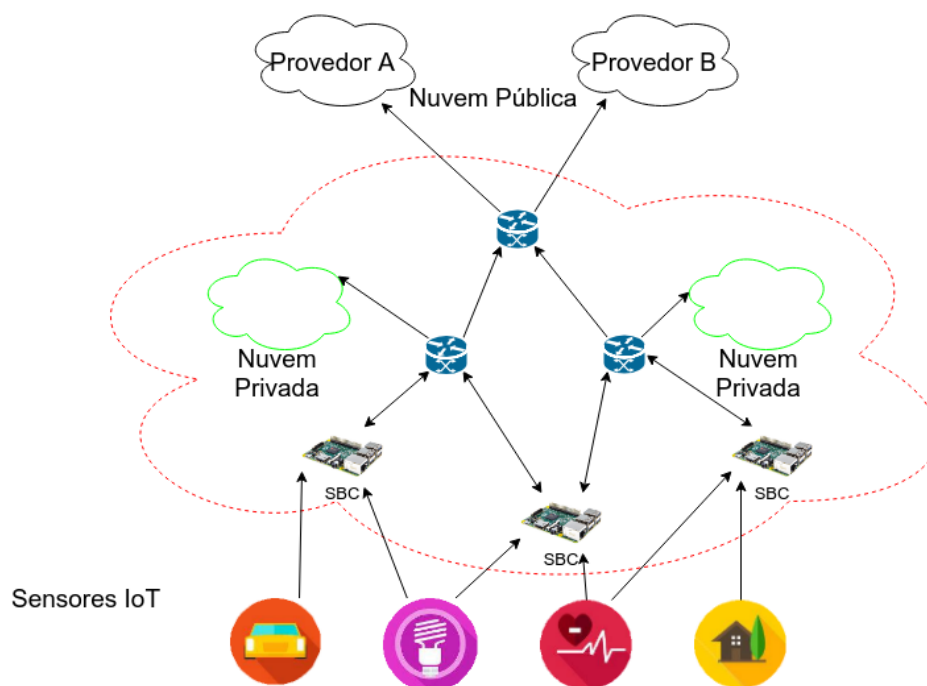 Provedor A
Provedor B
Nuvem Pública
Nuvem
Privada
Nuvem
Privada
SBC
SBC
SBC
Sensores IoT